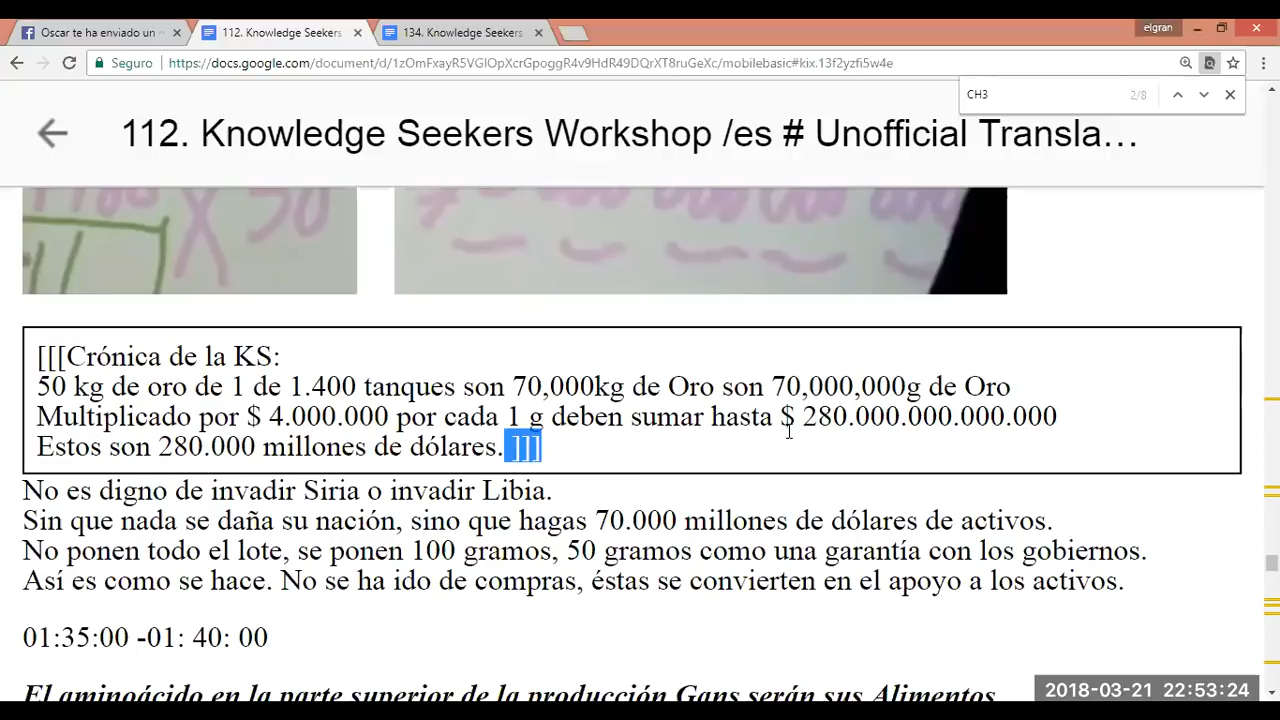 Oscar te ha enviado un
112. Knowledge Seekers
134. Knowledge Seekers
elgran
Seguro
https://docs.google.com/document/d/1zOmFxayR5VGIOpXcrGpoggR4v9HdR49DQrXT8ruGeXc/mobilebasic#kix.13f2yzfi5w4e
CH3
2/8
112. Knowledge Seekers Workshop /es # Unofficial Transla…
X 50
[[[Crónica de la KS:
50 kg de oro de 1 de 1.400 tanques son 70,000kg de Oro son 70,000,000g de Oro
Multiplicado por $ 4.000.000 por cada 1 g deben sumar hasta $ 280.000.000.000.000
Estos son 280.000 millones de dólares. ]]]
No es digno de invadir Siria o invadir Libia.
Sin que nada se daña su nación, sino que hagas 70.000 millones de dólares de activos.
No ponen todo el lote, se ponen 100 gramos, 50 gramos como una garantía con los gobiernos.
Así es como se hace. No se ha ido de compras, éstas se convierten en el apoyo a los activos.
01:35:00 -01: 40: 00
El aminoácido en la parte superior de la producción Gans serán sus Alimentos
2018-03-21 22:53:24